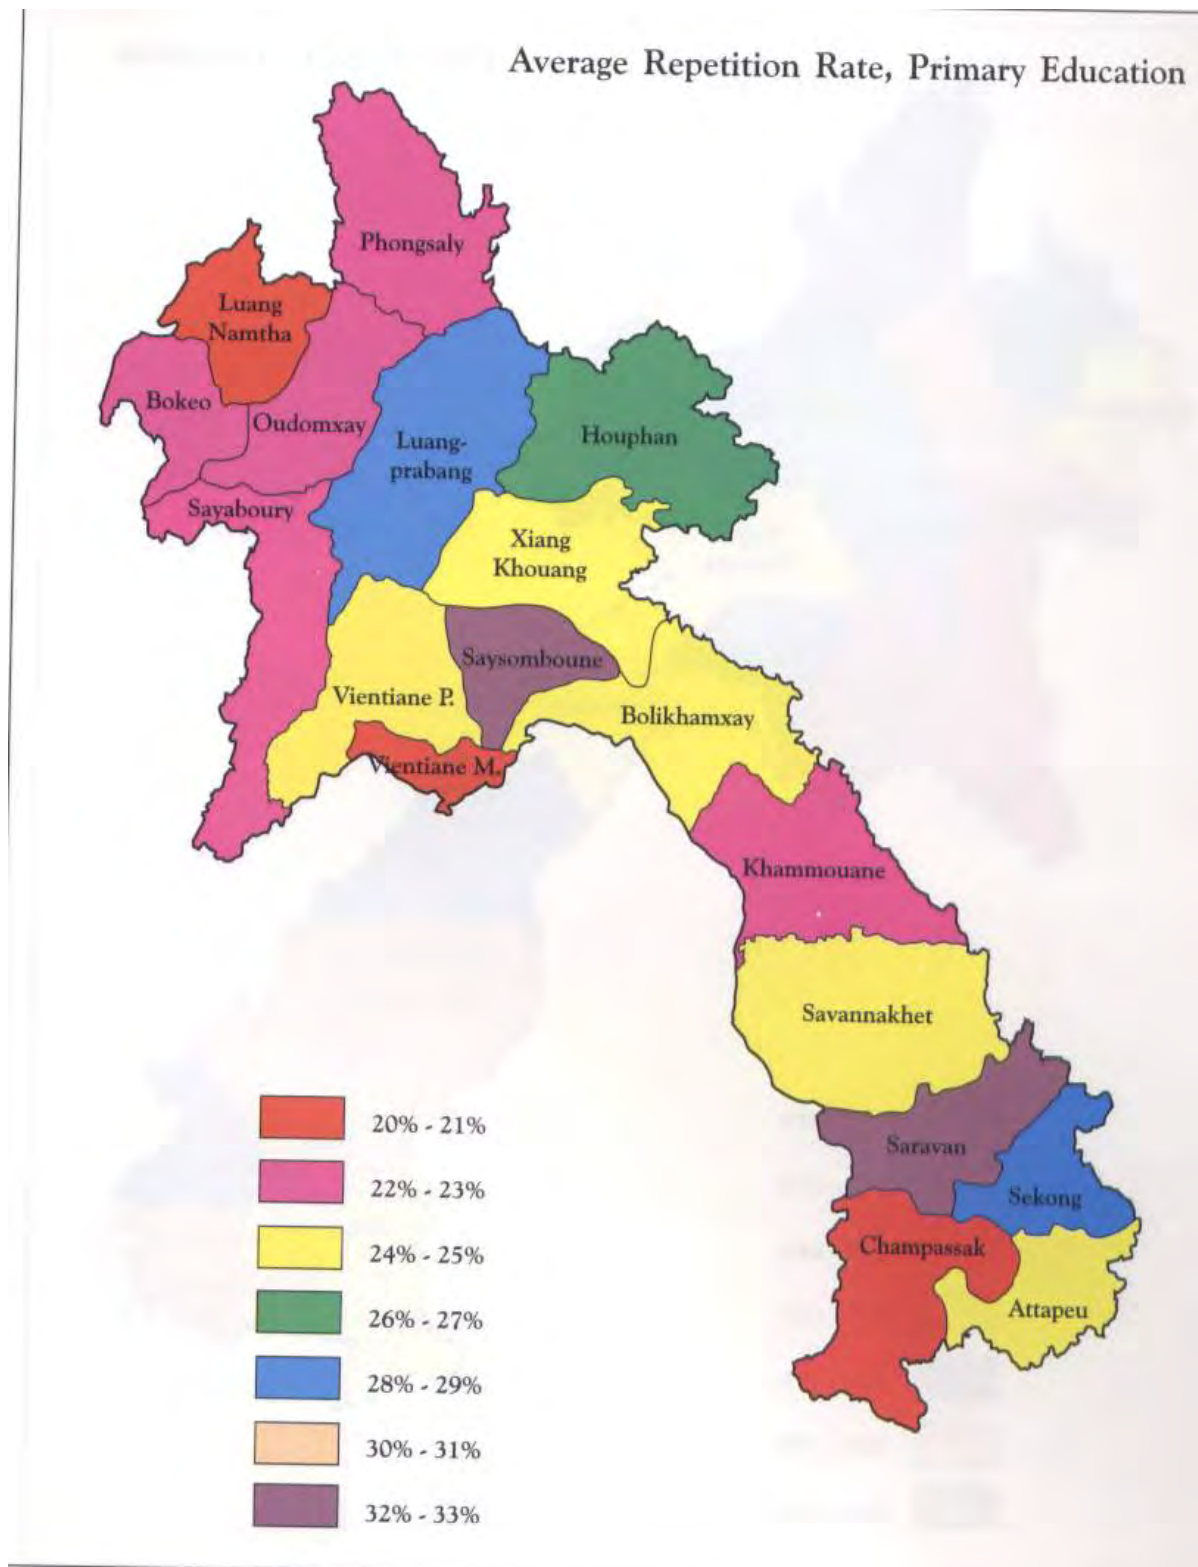 Average Repetition Rate, Primary Education
Phongsaly
Luang
Namtha
Bokeo
Oudomxay
Luang-
prabang
Houphan
Sayaboury
Xiang
Khouang
Saysomboune
Vientiane P.
Bolikhamxay
Vientiane M.
Khammouane
Savannakhet
Saravan
Sekong
Champassak
Attapeu
20% - 21%
22% - 23%
24% - 25%
26% - 27%
28% - 29%
30% - 31%
32% - 33%